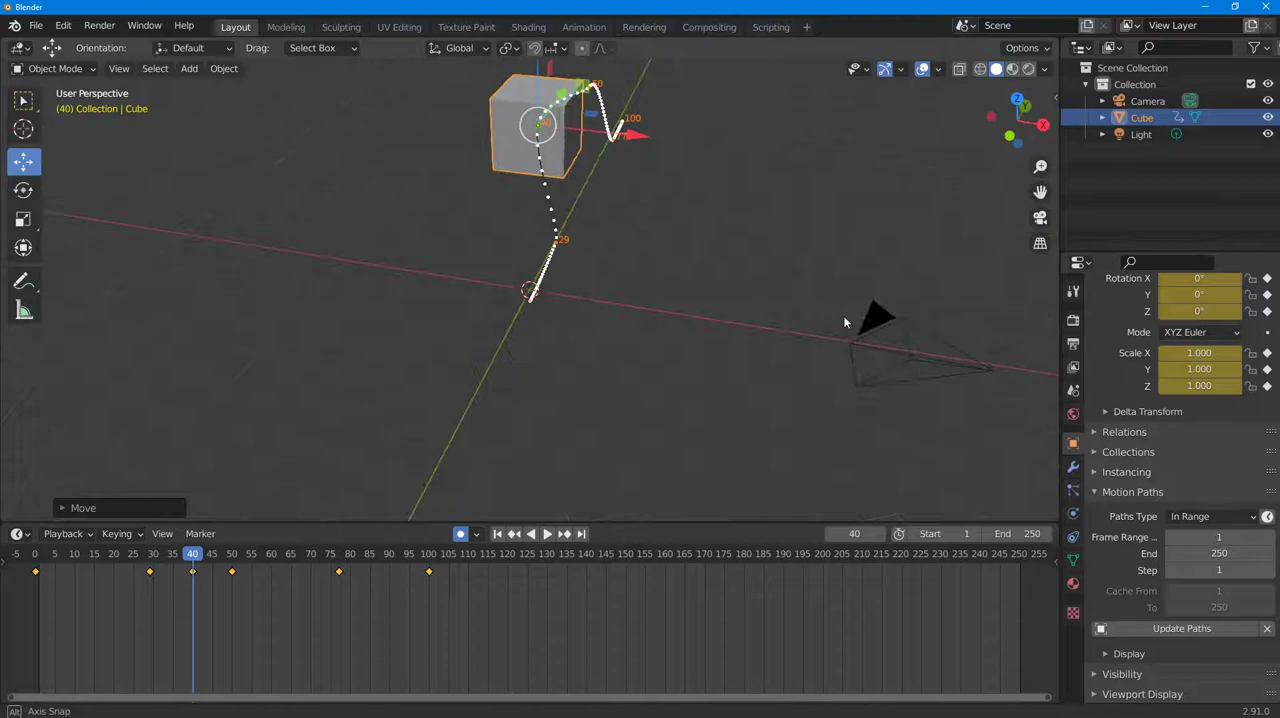 Blender
File Edit Render Window Help Layout Modeling Sculpting UV Editing Texture Paint Shading Animation Rendering Compositing Scripting + Scene View Layer
Orientation: Default Drag: Select Box Global Options
Object Mode View Select Add Object
User Perspective
(40) Collection | Cube
100
29
Z
Y
X
Scene Collection
Collection
Camera
Cube
Light
Rotation X 0°
Y 0°
Z 0°
Mode XYZ Euler
Scale X 1.000
Y 1.000
Z 1.000
Delta Transform
Relations
Collections
Instancing
Motion Paths
Paths Type In Range
Frame Range ... 1
End 250
Step 1
Cache From 1
To 250
Update Paths
Display
Visibility
Viewport Display
Move
Playback Keying View Marker 40 Start 1 End 250
-5 0 5 10 15 20 25 30 35 40 45 50 55 60 65 70 75 80 85 90 95 100 105 110 115 120 125 130 135 140 145 150 155 160 165 170 175 180 185 190 195 200 205 210 215 220 225 230 235 240 245 250 255
Alt Axis Snap 2.91.0